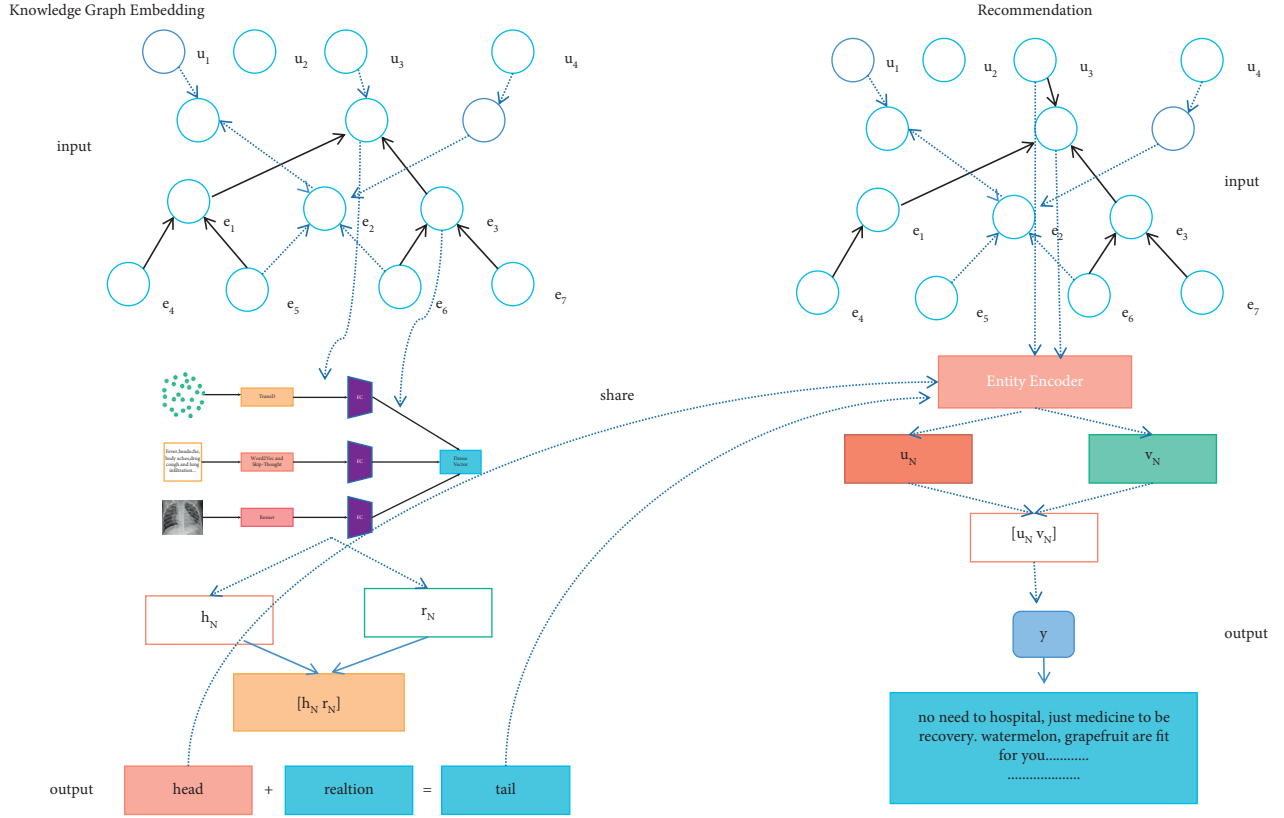 Knowledge Graph Embedding
Recommendation
u1
u2
u3
u4
input
e1
e2
e3
e4
e5
e6
e7
u1
u2
u3
u4
input
e1
e2
e3
e4
e5
e6
e7
TransD
FC
Fever,headache,
body aches,drug
cough and lung
infiltration...
Word2Vec and
Skip-Thought
FC
Dense
Vector
Resnet
FC
share
Entity Encoder
uN
vN
[uN vN]
hN
rN
[hN rN]
y
output
no need to hospital, just medicine to be
recovery. watermelon, grapefruit are fit
for you............
....................
output
head
+
realtion
=
tail